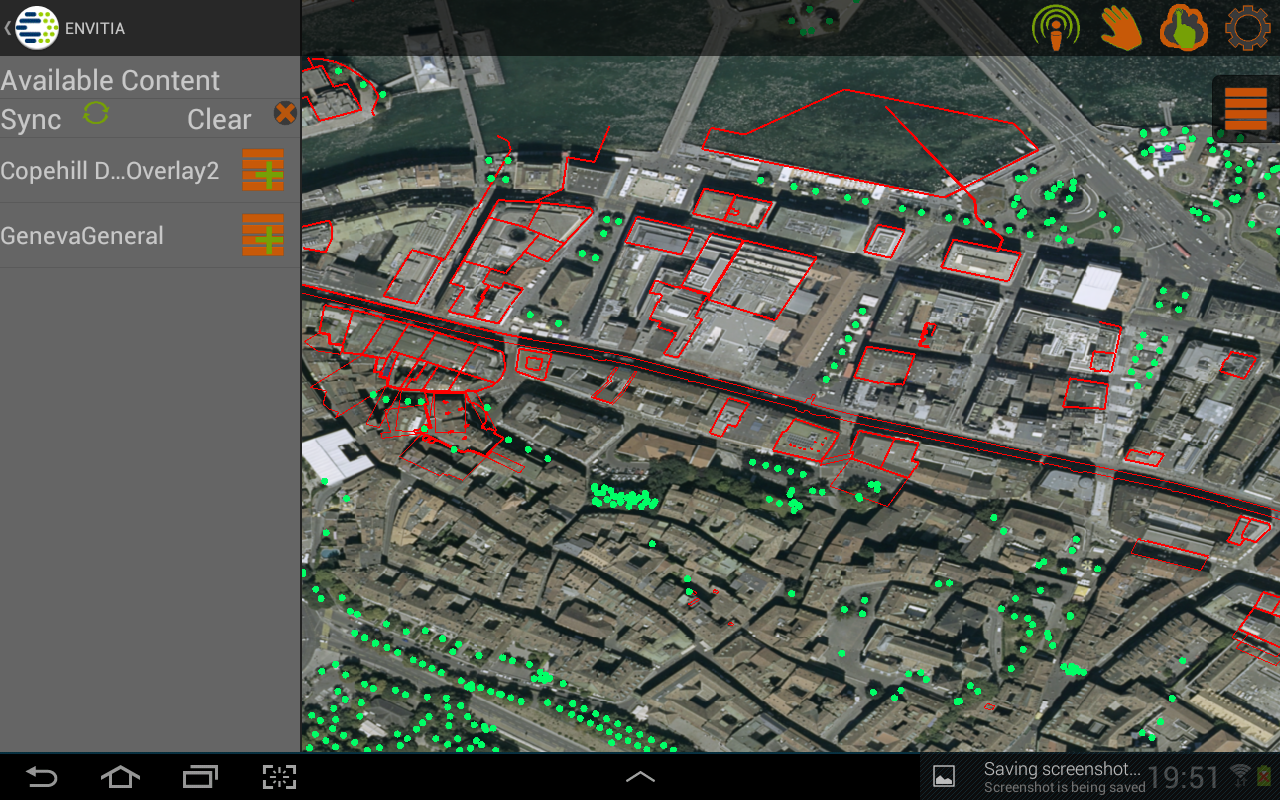 ENVITIA
Available Content
Sync Clear
Copehill D...Overlay2
GenevaGeneral
Saving screenshot...
Screenshot is being saved
19:51